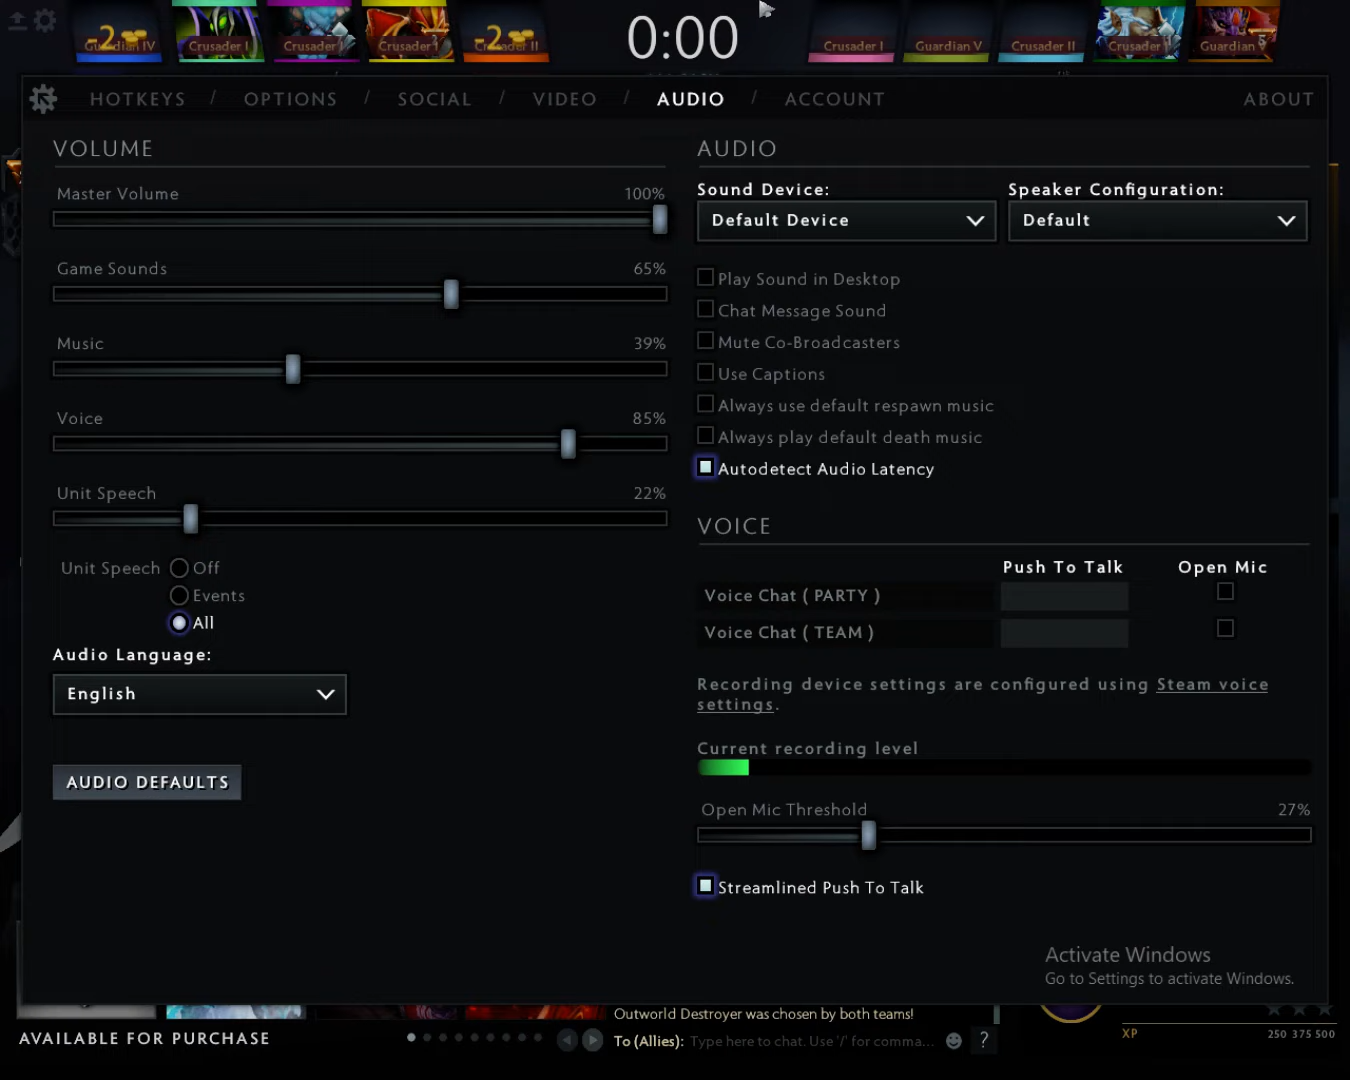 -2
Guardian IV
Crusader I
Crusader
Crusader
-2
0:00
Crusader I
Guardian V
Crusader II
Crusader
Guardian
HOTKEYS / OPTIONS / SOCIAL / VIDEO / AUDIO / ACCOUNT
ABOUT
VOLUME
Master Volume 100%
Game Sounds 65%
Music 39%
Voice 85%
Unit Speech 22%
Unit Speech Off
Events
All
Audio Language:
English
AUDIO DEFAULTS
AUDIO
Sound Device: Speaker Configuration:
Default Device Default
Play Sound in Desktop
Chat Message Sound
Mute Co-Broadcasters
Use Captions
Always use default respawn music
Always play default death music
Autodetect Audio Latency
VOICE
Push To Talk Open Mic
Voice Chat ( PARTY )
Voice Chat ( TEAM )
Recording device settings are configured using Steam voice
settings.
Current recording level
Open Mic Threshold 27%
Streamlined Push To Talk
Activate Windows
Go to Settings to activate Windows.
Outworld Destroyer was chosen by both teams!
AVAILABLE FOR PURCHASE
To (Allies): Type here to chat. Use '/' for comma...
?
XP 250 375 500